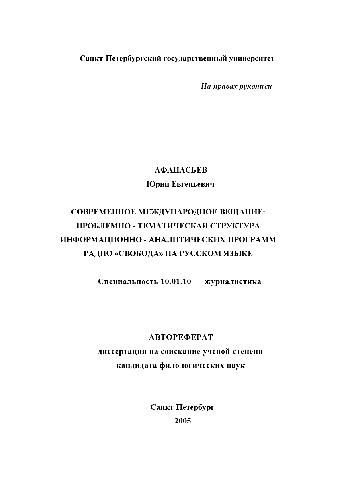 Санкт Петербургский государственный университет
На правах рукописи
АФАНАСЬЕВ
Юрий Евгеньевич
СОВРЕМЕННОЕ МЕЖДУНАРОДНОЕ ВЕЩАНИЕ:
ПРОБЛЕМНО - ТЕМАТИЧЕСКАЯ СТРУКТУРА
ИНФОРМАЦИОННО - АНАЛИТИЧЕСКИХ ПРОГРАММ
РАДИО «СВОБОДА» НА РУССКОМ ЯЗЫКЕ
Специальность 10.01.10 журналистика
АВТОРЕФЕРАТ
диссертации на соискание ученой степени
кандидата филологических наук
Санкт Петербург
2005